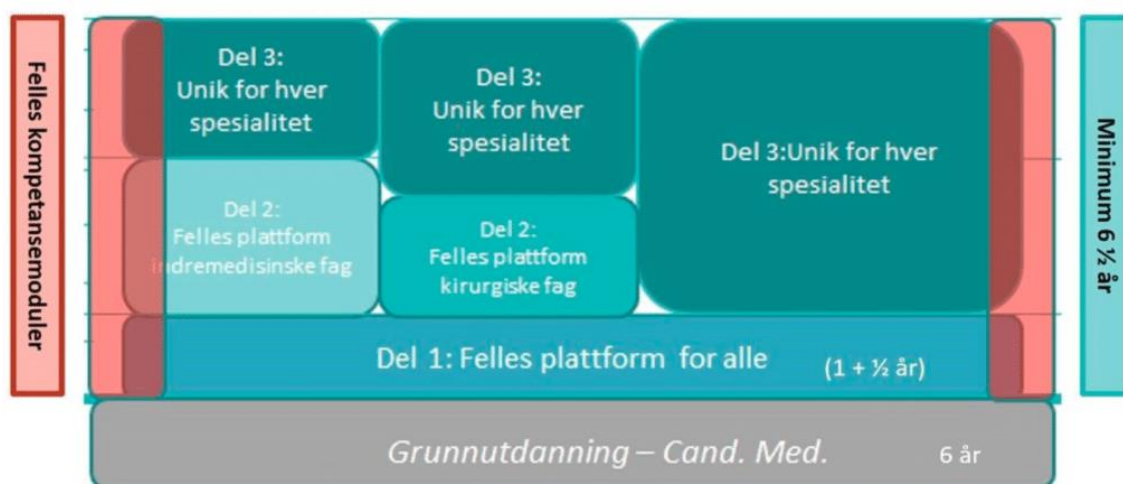 Felles kompetansemoduler
Del 3:
Unik for hver
spesialitet
Del 2:
Felles plattform
indremedisinske fag
Del 3:
Unik for hver
spesialitet
Del 2:
Felles plattform
kirurgiske fag
Del 3:Unik for hver
spesialitet
Minimum 6 ½ år
Del 1: Felles plattform for alle (1 + ½ år)
Grunnutdanning – Cand. Med. 6 år